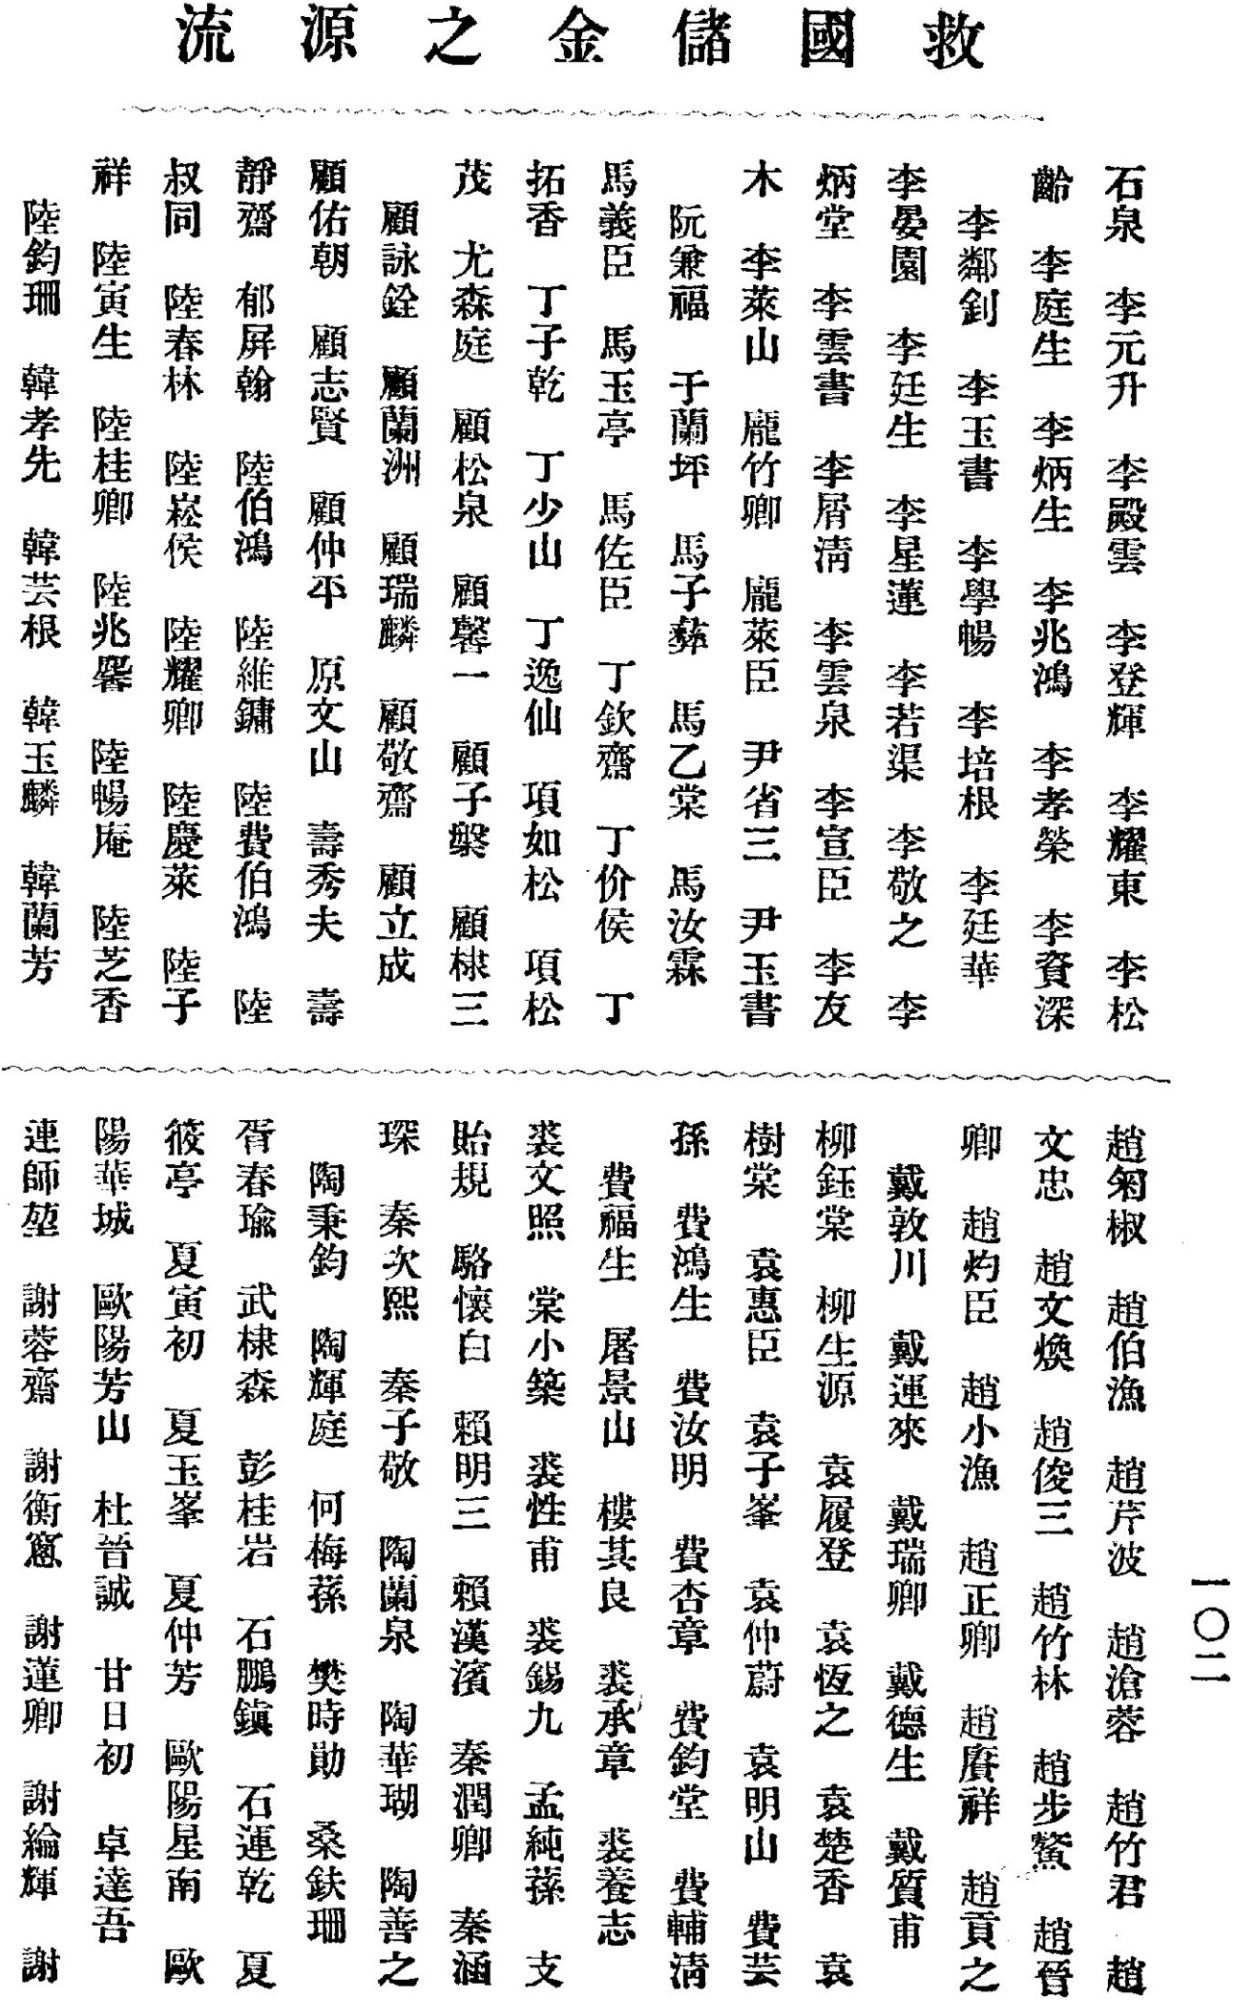 救國儲金之源流
石泉　李元升　李殿雲　李登輝　李耀東　李松
齡　李庭生　李炳生　李兆鴻　李孝榮　李資深
李鄰釗　李玉書　李學暢　李培根　李廷華
李晏園　李廷生　李星蓮　李若渠　李敬之　李
炳堂　李雲書　李屑清　李雲泉　李宣臣　李友
木　李萊山　龐竹卿　龐萊臣　尹省三　尹玉書
阮兼福　于蘭坪　馬子彝　馬乙棠　馬汝霖
馬義臣　馬玉亭　馬佐臣　丁欽齋　丁价侯　丁
拓香　丁子乾　丁少山　丁逸仙　項如松　項松
茂　尤森庭　顧松泉　顧馨一　顧子槃　顧棣三
顧詠銓　顧蘭洲　顧瑞麟　顧敬齋　顧立成
顧佑朝　顧志賢　顧仲平　原文山　壽秀夫　壽
靜齋　郁屏翰　陸伯鴻　陸維鏞　陸費伯鴻　陸
叔同　陸春林　陸崧侯　陸耀卿　陸慶萊　陸子
祥　陸寅生　陸桂卿　陸兆馨　陸暢庵　陸芝香
陸鈞珊　韓孝先　韓芸根　韓玉麟　韓蘭芳
趙菊椒　趙伯漁　趙芹波　趙滄蓉　趙竹君　趙
文忠　趙文煥　趙俊三　趙竹林　趙步鰲　趙晉
卿　趙灼臣　趙小漁　趙正卿　趙賡祥　趙貢之
戴敦川　戴運來　戴瑞卿　戴德生　戴質甫
柳鈺棠　柳生源　袁履登　袁恆之　袁楚香　袁
樹棠　袁惠臣　袁子峯　袁仲蔚　袁明山　費芸
孫　費鴻生　費汝明　費杏章　費鈞堂　費輔清
費福生　屠景山　樓其良　裘承章　裘養志
裘文照　棠小築　裘性甫　裘錫九　孟純蓀　支
貽規　駱懷白　賴明三　賴漢濱　秦潤卿　秦涵
琛　秦次熙　秦子敬　陶蘭泉　陶華瑚　陶善之
陶秉鈞　陶輝庭　何梅蓀　樊時勛　桑鈇珊
胥春瑜　武棣森　彭桂岩　石鵬鎮　石運乾　夏
筱亭　夏寅初　夏玉峯　夏仲芳　歐陽星南　歐
陽華城　歐陽芳山　杜晉誠　甘日初　卓達吾
連師堃　謝蓉齋　謝衡窻　謝蓮卿　謝綸輝　謝
一〇二